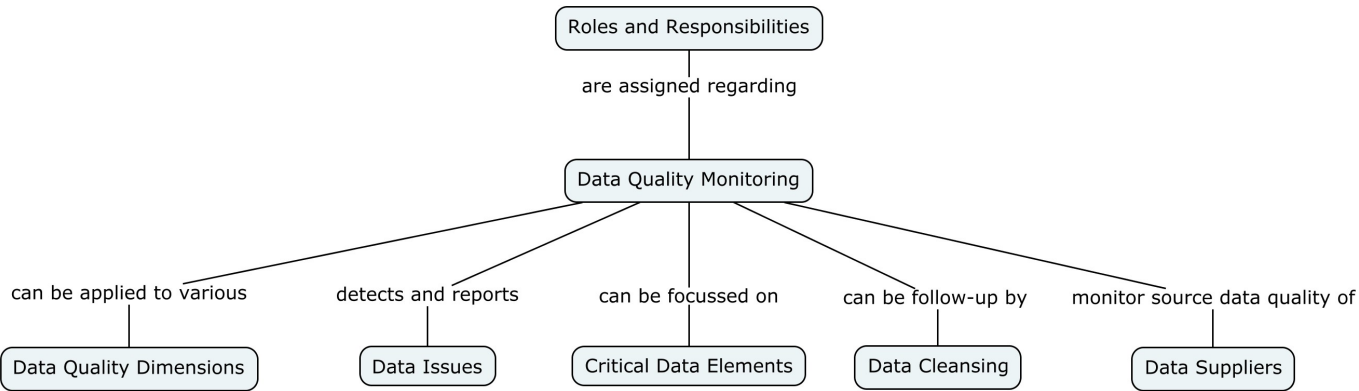 Roles and Responsibilities
are assigned regarding
Data Quality Monitoring
can be applied to various
detects and reports
can be focussed on
can be follow-up by
monitor source data quality of
Data Quality Dimensions
Data Issues
Critical Data Elements
Data Cleansing
Data Suppliers